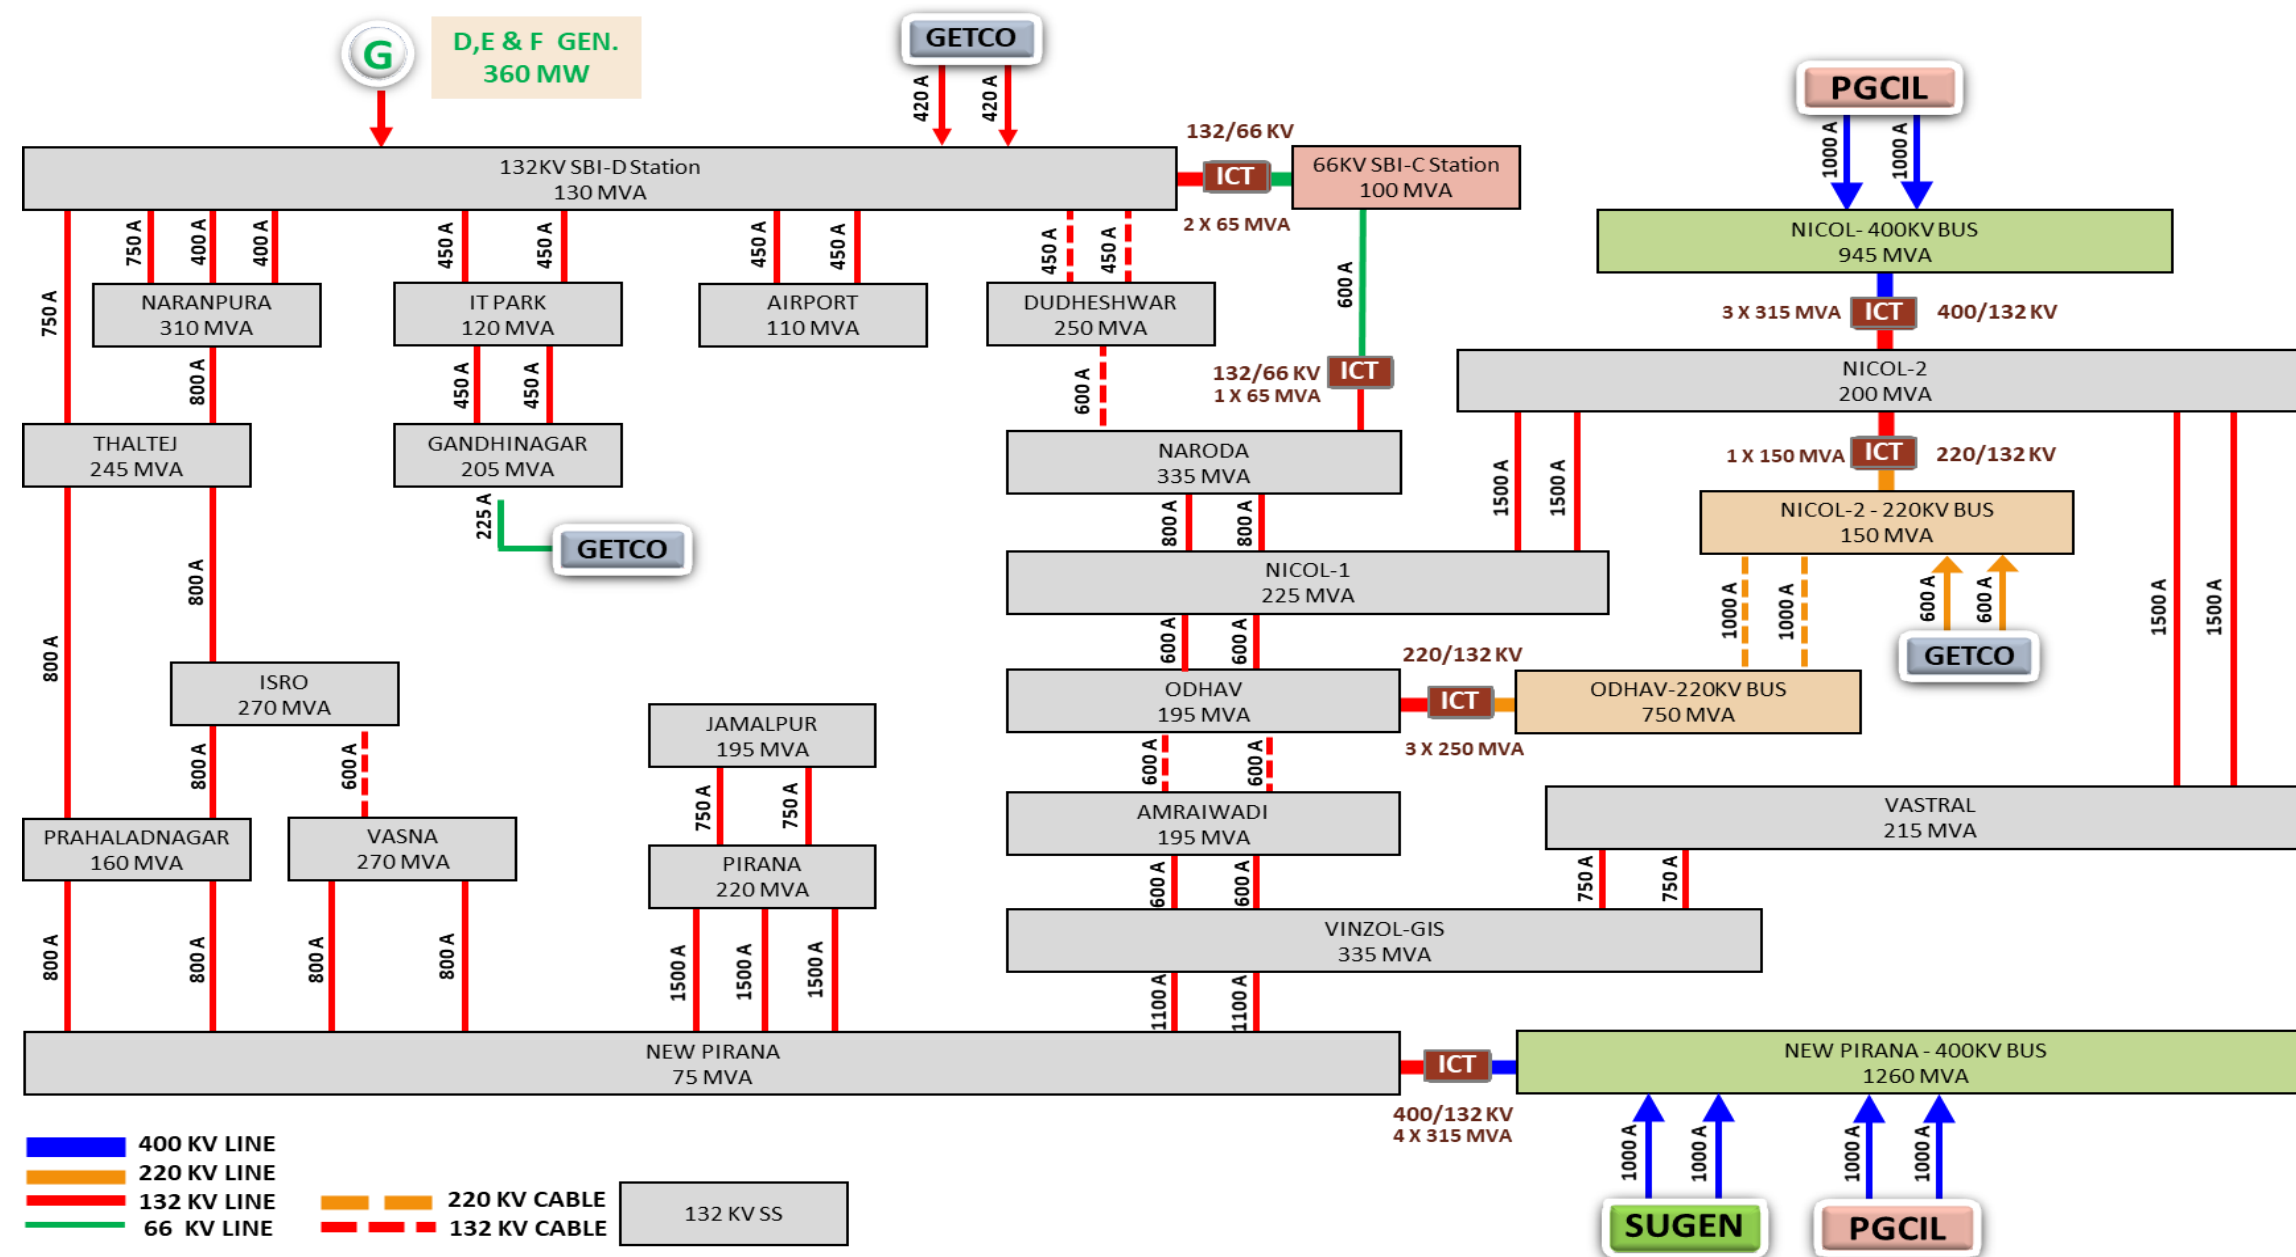 G
D,E & F GEN.
360 MW
GETCO
420 A
420 A
PGCIL
1000 A
1000 A
132KV SBI-D Station
130 MVA
132/66 KV
ICT
2 X 65 MVA
66KV SBI-C Station
100 MVA
NICOL- 400KV BUS
945 MVA
750 A
750 A
400 A
400 A
450 A
450 A
450 A
450 A
450 A
450 A
600 A
NARANPURA
310 MVA
IT PARK
120 MVA
AIRPORT
110 MVA
DUDHESHWAR
250 MVA
3 X 315 MVA
ICT
400/132 KV
800 A
450 A
450 A
600 A
132/66 KV
1 X 65 MVA
ICT
NICOL-2
200 MVA
THALTEJ
245 MVA
GANDHINAGAR
205 MVA
NARODA
335 MVA
1 X 150 MVA
ICT
220/132 KV
225 A
GETCO
800 A
800 A
1500 A
1500 A
NICOL-2 - 220KV BUS
150 MVA
800 A
800 A
NICOL-1
225 MVA
1000 A
1000 A
600 A
600 A
GETCO
1500 A
1500 A
600 A
600 A
ISRO
270 MVA
220/132 KV
ODHAV
195 MVA
ICT
3 X 250 MVA
ODHAV-220KV BUS
750 MVA
JAMALPUR
195 MVA
800 A
600 A
750 A
750 A
600 A
600 A
AMRAIWADI
195 MVA
VASTRAL
215 MVA
PRAHALADNAGAR
160 MVA
VASNA
270 MVA
PIRANA
220 MVA
600 A
600 A
750 A
750 A
VINZOL-GIS
335 MVA
800 A
800 A
800 A
800 A
1500 A
1500 A
1500 A
1100 A
1100 A
NEW PIRANA
75 MVA
ICT
400/132 KV
4 X 315 MVA
NEW PIRANA - 400KV BUS
1260 MVA
1000 A
1000 A
1000 A
1000 A
SUGEN
PGCIL
400 KV LINE
220 KV LINE
132 KV LINE
66 KV LINE
220 KV CABLE
132 KV CABLE
132 KV SS